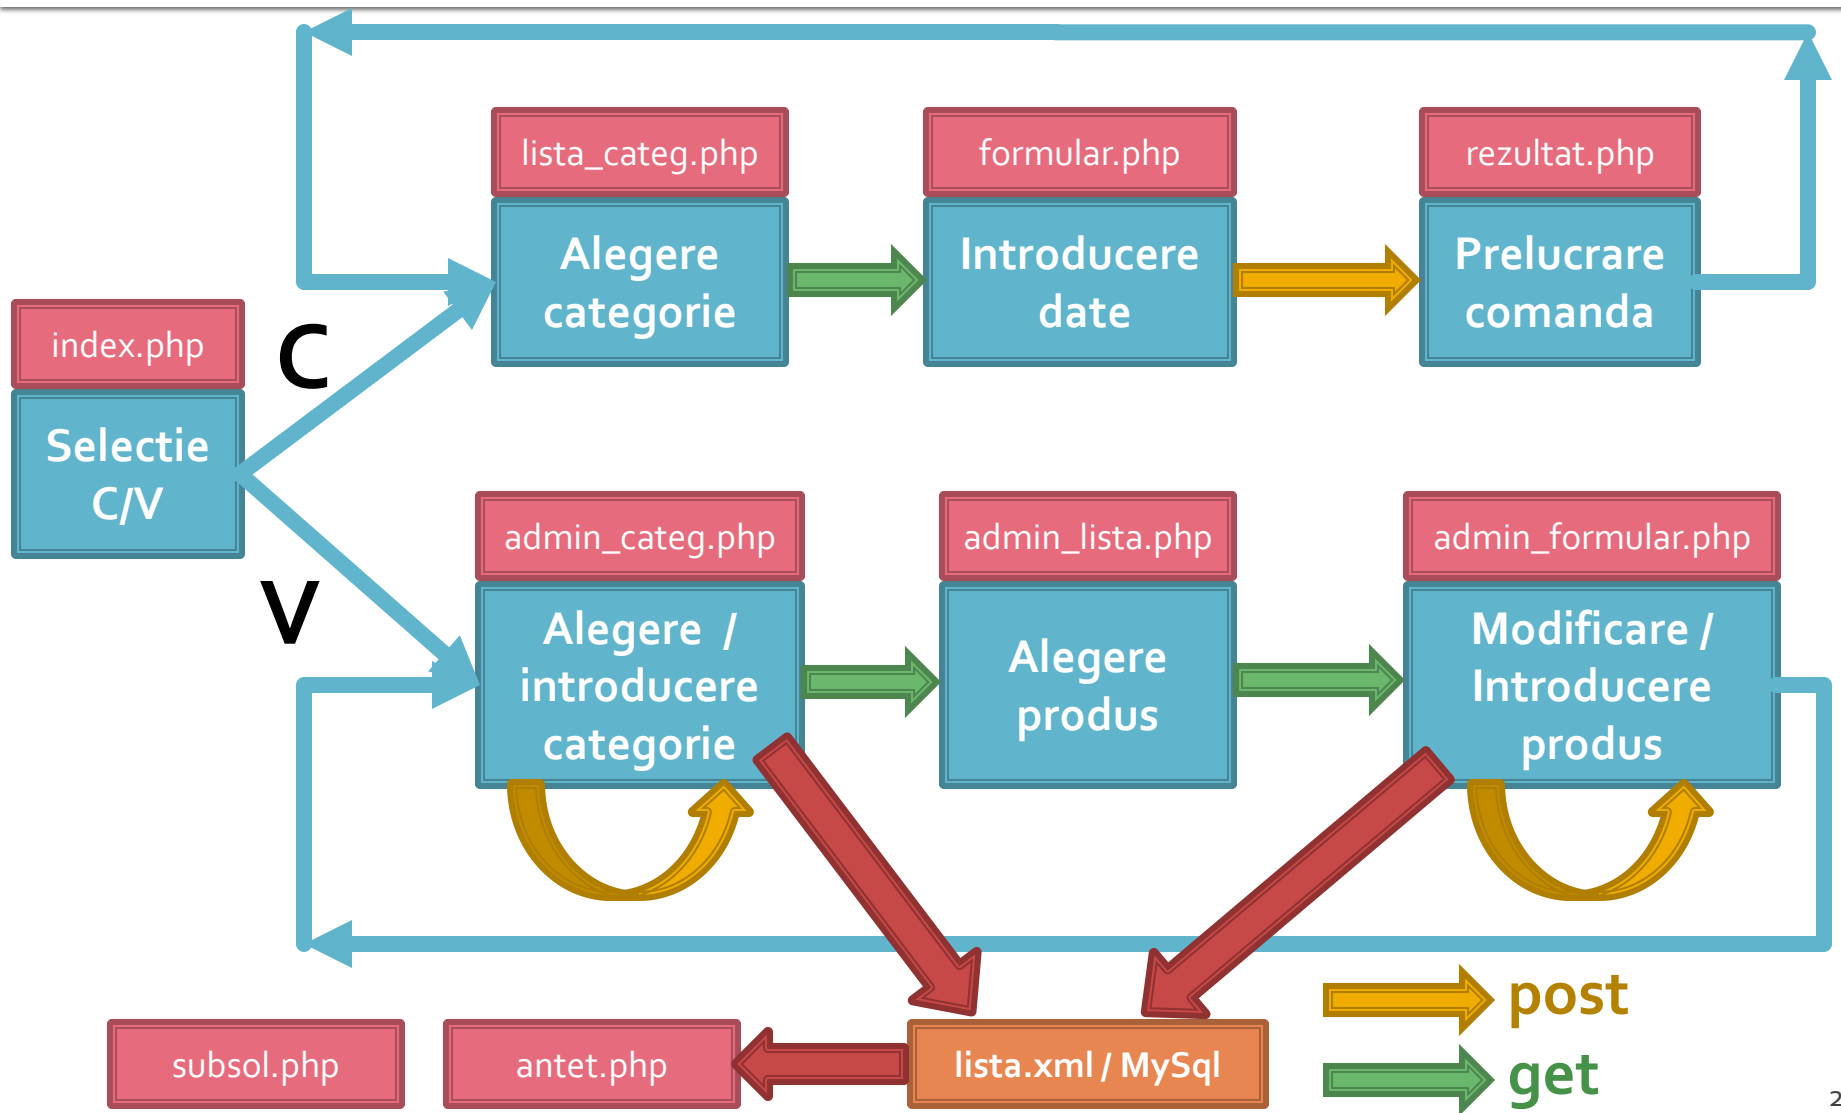 lista_categ.php
formular.php
rezultat.php
Alegere
categorie
Introducere
date
Prelucrare
comanda
index.php
C
Selectie
C/V
V
admin_categ.php
admin_lista.php
admin_formular.php
Alegere /
introducere
categorie
Alegere
produs
Modificare /
Introducere
produs
post
get
subsol.php
antet.php
lista.xml / MySql
2